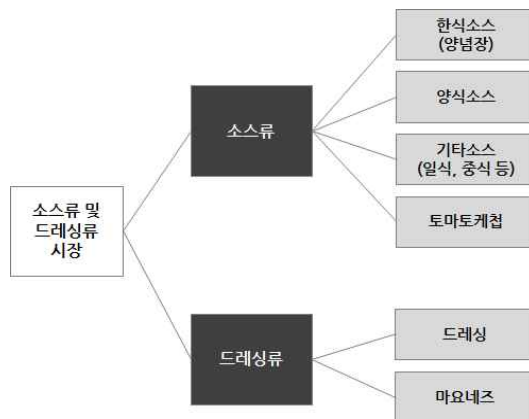 한식소스
(양념장)
양식소스
소스류
기타소스
(일식, 중식 등)
토마토케첩
소스류 및
드레싱류
시장
드레싱
드레싱류
마요네즈